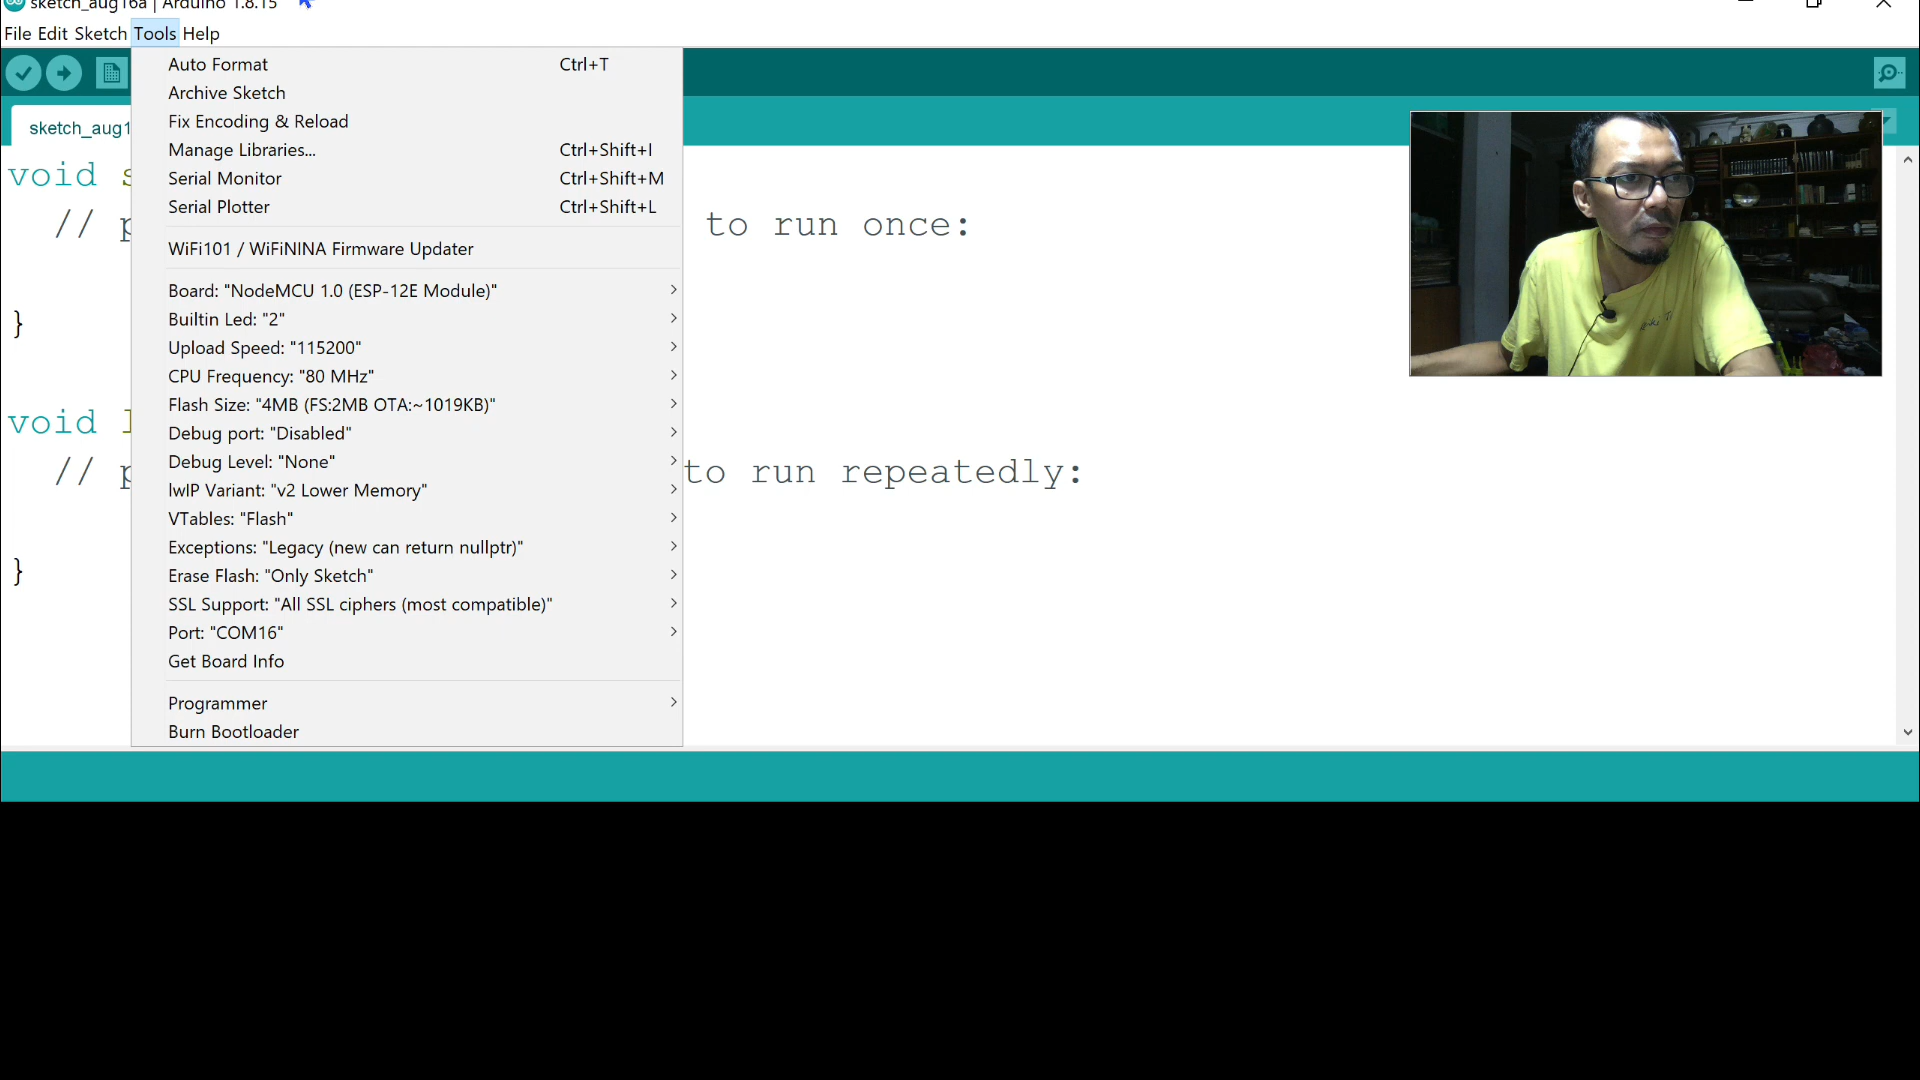 sketch_aug16a | Arduino 1.8.15
File Edit Sketch Tools Help
Auto Format Ctrl+T
Archive Sketch
Fix Encoding & Reload
Manage Libraries... Ctrl+Shift+I
Serial Monitor Ctrl+Shift+M
Serial Plotter Ctrl+Shift+L
WiFi101 / WiFiNINA Firmware Updater
Board: "NodeMCU 1.0 (ESP-12E Module)"
Builtin Led: "2"
Upload Speed: "115200"
CPU Frequency: "80 MHz"
Flash Size: "4MB (FS:2MB OTA:~1019KB)"
Debug port: "Disabled"
Debug Level: "None"
lwIP Variant: "v2 Lower Memory"
VTables: "Flash"
Exceptions: "Legacy (new can return nullptr)"
Erase Flash: "Only Sketch"
SSL Support: "All SSL ciphers (most compatible)"
Port: "COM16"
Get Board Info
Programmer
Burn Bootloader
sketch_aug1
void s
// p to run once:
}
void l
// p to run repeatedly:
}